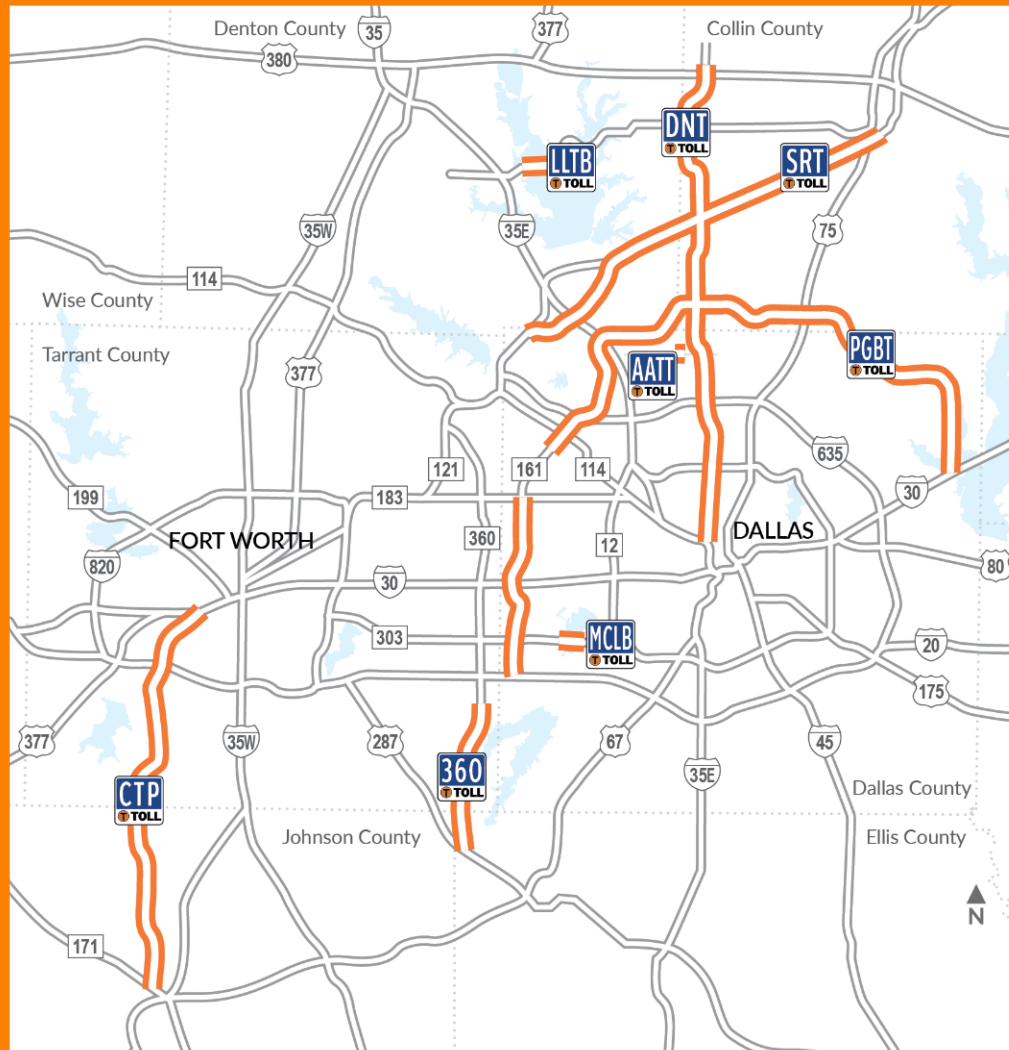 Denton County
35
377
Collin County
380
DNT
TOLL
LLTB
TOLL
SRT
TOLL
35W
35E
75
114
Wise County
Tarrant County
PGBT
TOLL
AATT
TOLL
377
635
121
161
114
199
183
30
FORT WORTH
360
12
DALLAS
820
30
80
303
MCLB
TOLL
20
175
377
35W
287
67
45
360
TOLL
35E
CTP
TOLL
Dallas County
Johnson County
Ellis County
N
171